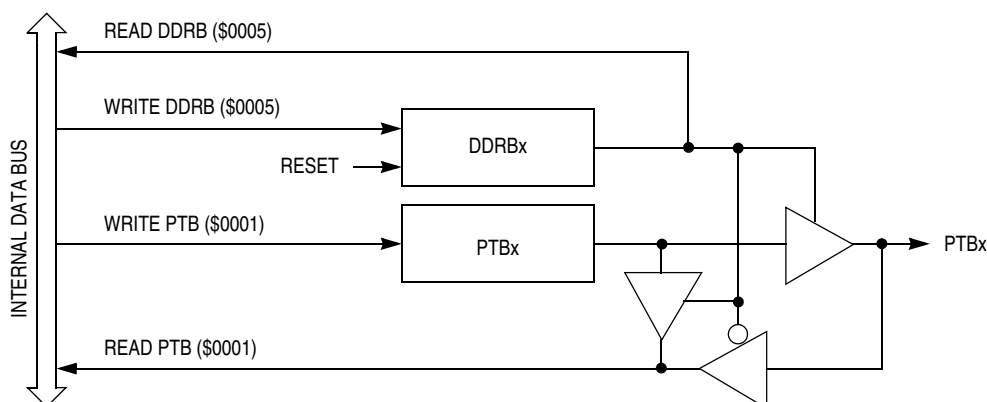 READ DDRB ($0005)
WRITE DDRB ($0005)
DDRBx
RESET
INTERNAL DATA BUS
WRITE PTB ($0001)
PTBx
PTBx
READ PTB ($0001)